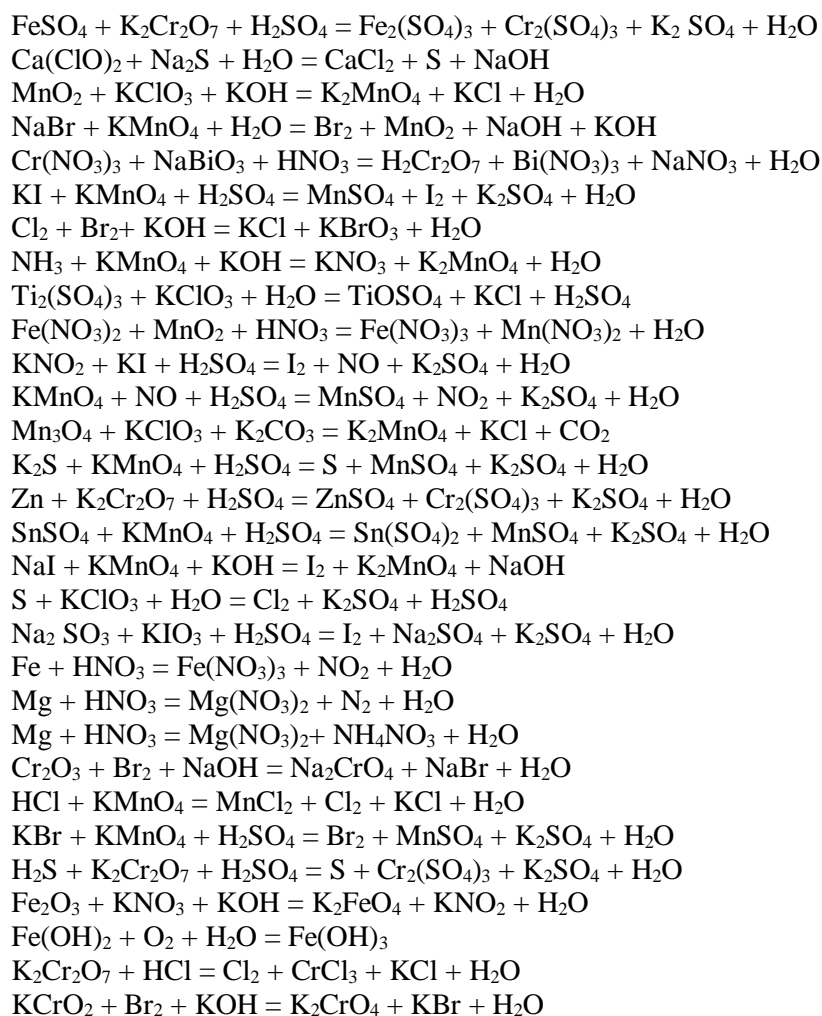 FeSO₄ + K₂Cr₂O₇ + H₂SO₄ = Fe₂(SO₄)₃ + Cr₂(SO₄)₃ + K₂ SO₄ + H₂O
Ca(ClO)₂ + Na₂S + H₂O = CaCl₂ + S + NaOH
MnO₂ + KClO₃ + KOH = K₂MnO₄ + KCl + H₂O
NaBr + KMnO₄ + H₂O = Br₂ + MnO₂ + NaOH + KOH
Cr(NO₃)₃ + NaBiO₃ + HNO₃ = H₂Cr₂O₇ + Bi(NO₃)₃ + NaNO₃ + H₂O
KI + KMnO₄ + H₂SO₄ = MnSO₄ + I₂ + K₂SO₄ + H₂O
Cl₂ + Br₂+ KOH = KCl + KBrO₃ + H₂O
NH₃ + KMnO₄ + KOH = KNO₃ + K₂MnO₄ + H₂O
Ti₂(SO₄)₃ + KClO₃ + H₂O = TiOSO₄ + KCl + H₂SO₄
Fe(NO₃)₂ + MnO₂ + HNO₃ = Fe(NO₃)₃ + Mn(NO₃)₂ + H₂O
KNO₂ + KI + H₂SO₄ = I₂ + NO + K₂SO₄ + H₂O
KMnO₄ + NO + H₂SO₄ = MnSO₄ + NO₂ + K₂SO₄ + H₂O
Mn₃O₄ + KClO₃ + K₂CO₃ = K₂MnO₄ + KCl + CO₂
K₂S + KMnO₄ + H₂SO₄ = S + MnSO₄ + K₂SO₄ + H₂O
Zn + K₂Cr₂O₇ + H₂SO₄ = ZnSO₄ + Cr₂(SO₄)₃ + K₂SO₄ + H₂O
SnSO₄ + KMnO₄ + H₂SO₄ = Sn(SO₄)₂ + MnSO₄ + K₂SO₄ + H₂O
NaI + KMnO₄ + KOH = I₂ + K₂MnO₄ + NaOH
S + KClO₃ + H₂O = Cl₂ + K₂SO₄ + H₂SO₄
Na₂ SO₃ + KIO₃ + H₂SO₄ = I₂ + Na₂SO₄ + K₂SO₄ + H₂O
Fe + HNO₃ = Fe(NO₃)₃ + NO₂ + H₂O
Mg + HNO₃ = Mg(NO₃)₂ + N₂ + H₂O
Mg + HNO₃ = Mg(NO₃)₂+ NH₄NO₃ + H₂O
Cr₂O₃ + Br₂ + NaOH = Na₂CrO₄ + NaBr + H₂O
HCl + KMnO₄ = MnCl₂ + Cl₂ + KCl + H₂O
KBr + KMnO₄ + H₂SO₄ = Br₂ + MnSO₄ + K₂SO₄ + H₂O
H₂S + K₂Cr₂O₇ + H₂SO₄ = S + Cr₂(SO₄)₃ + K₂SO₄ + H₂O
Fe₂O₃ + KNO₃ + KOH = K₂FeO₄ + KNO₂ + H₂O
Fe(OH)₂ + O₂ + H₂O = Fe(OH)₃
K₂Cr₂O₇ + HCl = Cl₂ + CrCl₃ + KCl + H₂O
KCrO₂ + Br₂ + KOH = K₂CrO₄ + KBr + H₂O